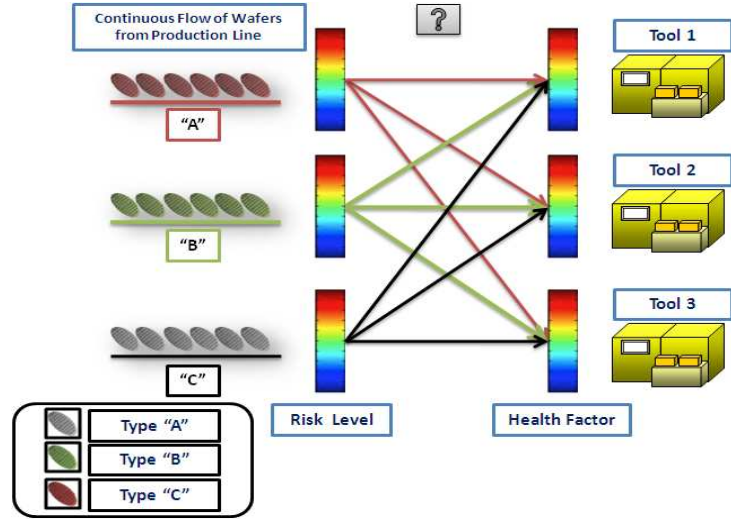 Continuous Flow of Wafers
from Production Line
?
Tool 1
"A"
Tool 2
"B"
Tool 3
"C"
Risk Level
Health Factor
Type "A"
Type "B"
Type "C"